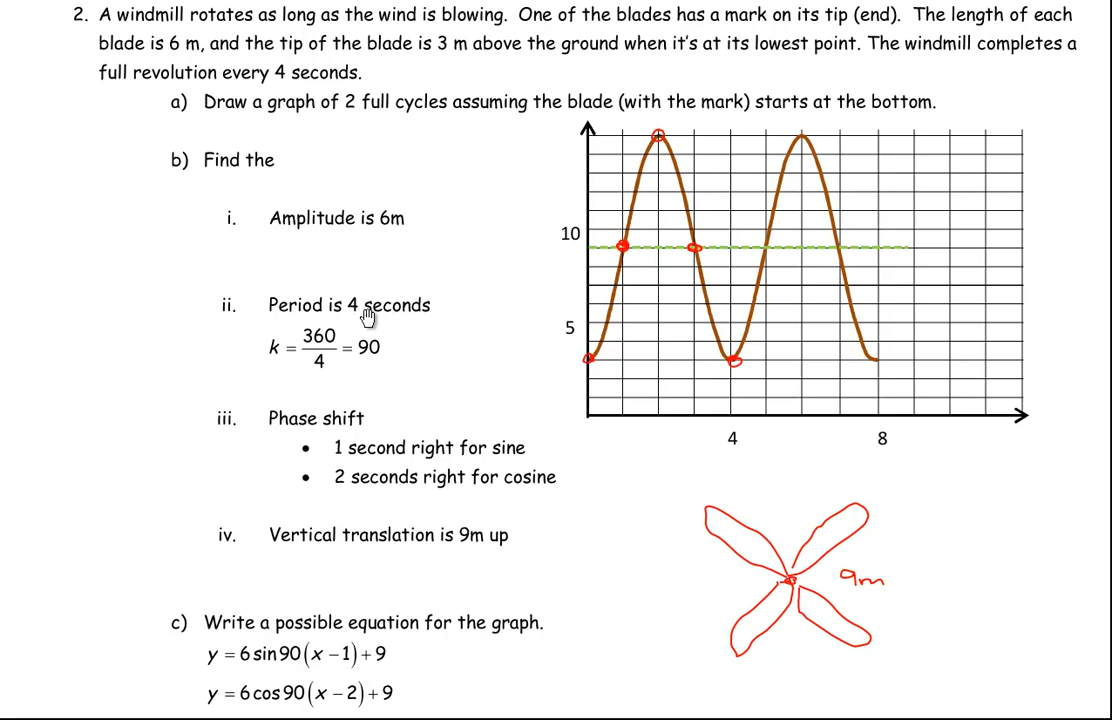 2. A windmill rotates as long as the wind is blowing. One of the blades has a mark on its tip (end). The length of each
blade is 6 m, and the tip of the blade is 3 m above the ground when it's at its lowest point. The windmill completes a
full revolution every 4 seconds.
a) Draw a graph of 2 full cycles assuming the blade (with the mark) starts at the bottom.
b) Find the
i. Amplitude is 6m
ii. Period is 4 seconds
k = 360/4 = 90
iii. Phase shift
• 1 second right for sine
• 2 seconds right for cosine
iv. Vertical translation is 9m up
c) Write a possible equation for the graph.
y = 6 sin 90(x − 1) + 9
y = 6 cos 90(x − 2) + 9
10
5
4 8
9m